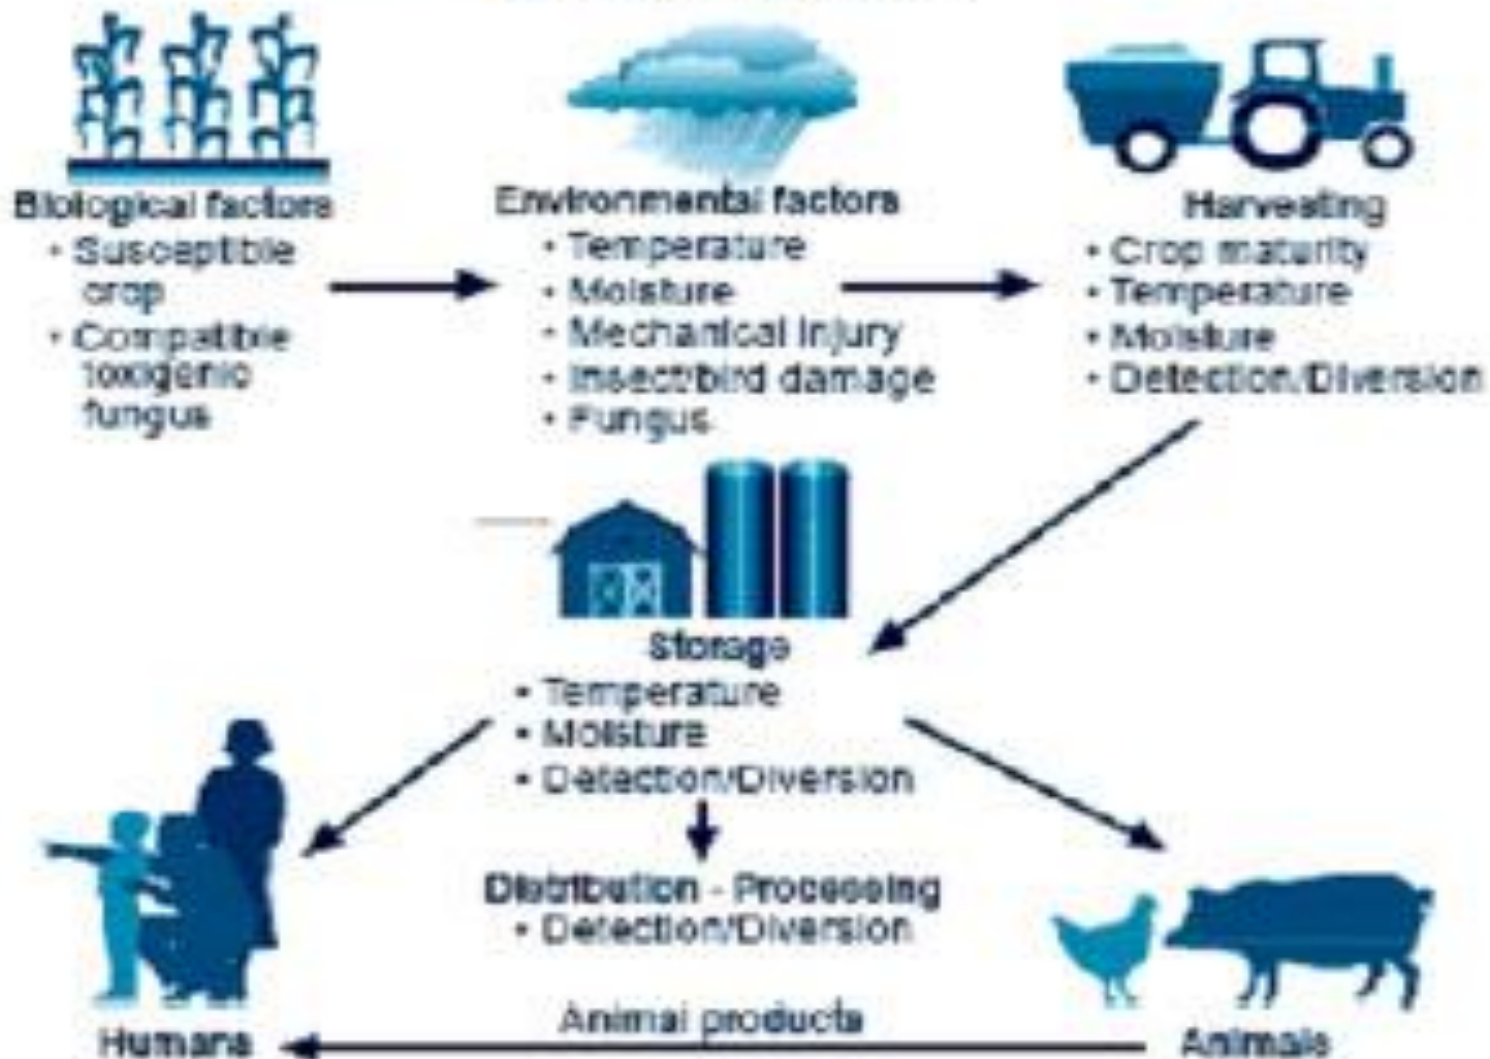 Biological factors
• Susceptible
crop
• Compatible
toxigenic
fungus
Environmental factors
• Temperature
• Moisture
• Mechanical injury
• Insect/bird damage
• Fungus
Harvesting
• Crop maturity
• Temperature
• Moisture
• Detection/Diversion
Storage
• Temperature
• Moisture
• Detection/Diversion
Distribution - Processing
• Detection/Diversion
Humans
Animal products
Animals